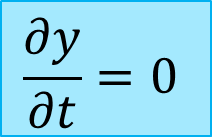 ∂y/∂t = 0